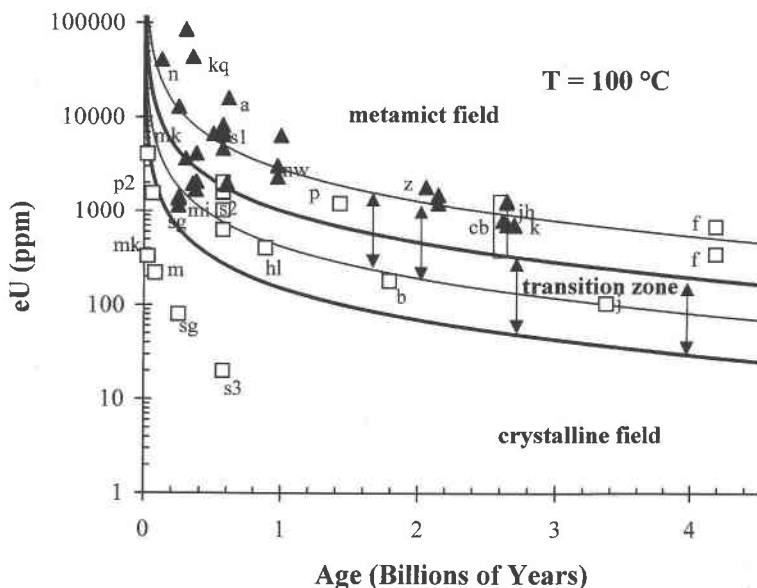 100000
T = 100 °C
n
kq
metamict field
10000
a
mk
s1
nw
p2
z
p
1000
mi
s2
sg
jh
cb
k
f
mk
hl
f
m
b
transition zone
j
100
sg
s3
10
crystalline field
1
eU (ppm)
0
1
2
3
4
Age (Billions of Years)